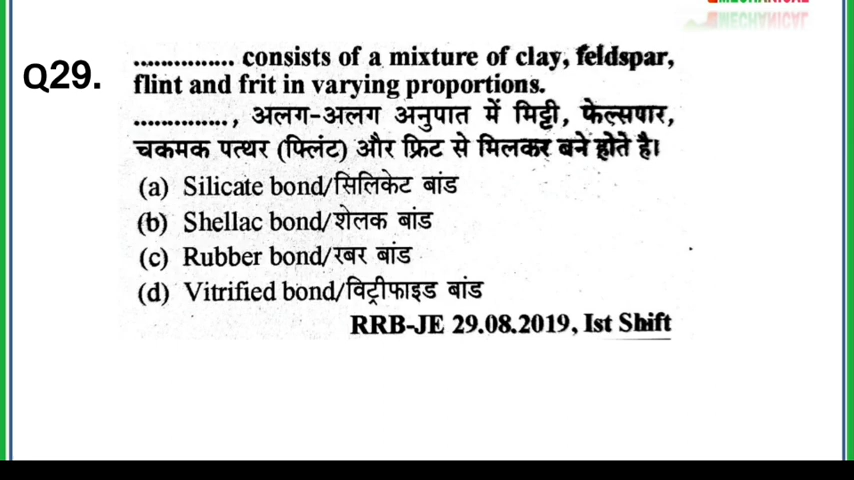 MECHANICAL
Q29.
............... consists of a mixture of clay, feldspar,
flint and frit in varying proportions.
.............., अलग-अलग अनुपात में मिट्टी, फेल्सपार,
चकमक पत्थर (फ्लिंट) और फ्रिट से मिलकर बने होते है।
(a) Silicate bond/सिलिकेट बांड
(b) Shellac bond/शेलक बांड
(c) Rubber bond/रबर बांड
(d) Vitrified bond/विट्रीफाइड बांड
RRB-JE 29.08.2019, Ist Shift